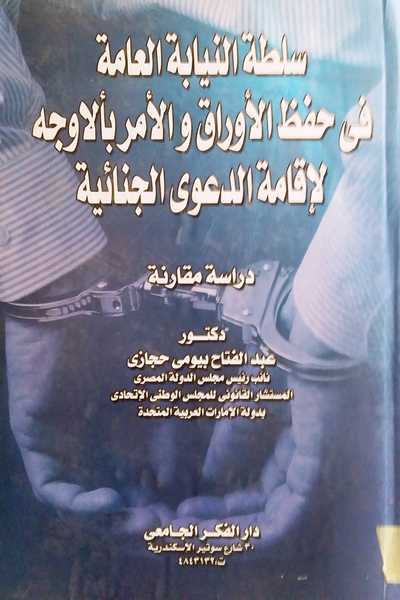 سلطة النيابة العامة
فى حفظ الأوراق والأمر بألاوجه
لإقامة الدعوى الجنائية
دراسة مقارنة
دكتور
عبد الفتاح بيومى حجازى
نائب رئيس مجلس الدولة المصرى
المستشار القانونى للمجلس الوطنى الإتحادى
بدولة الإمارات العربية المتحدة
دار الفكر الجامعى
٣٠ شارع سوتير الاسكندرية
ت: ٤٨٤٣١٣٢